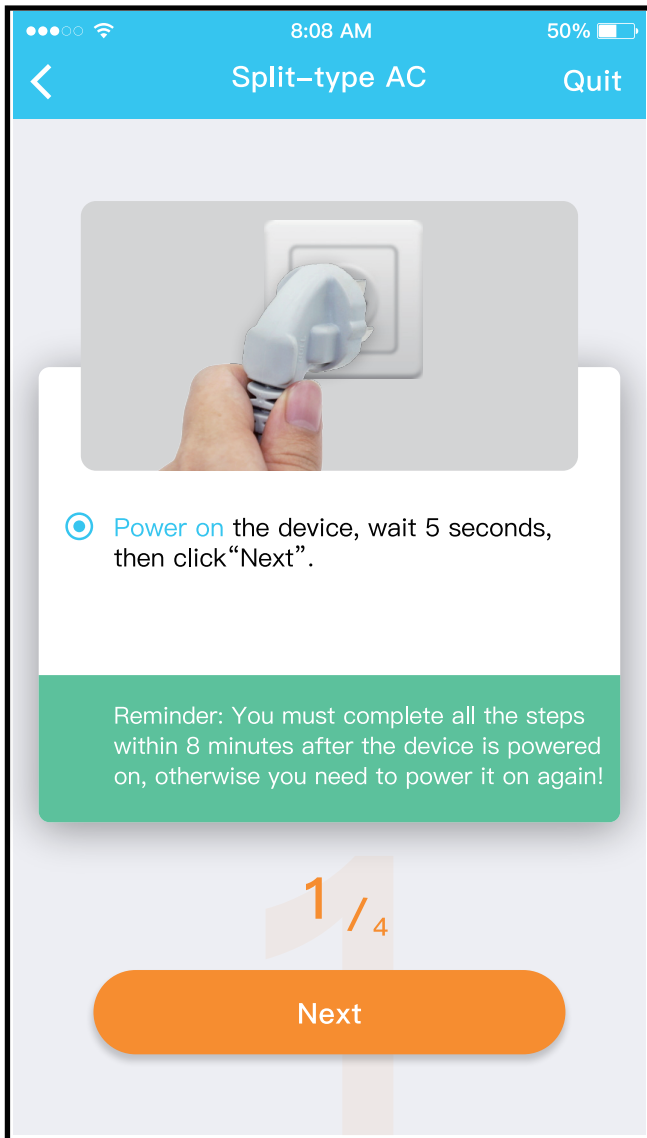 8:08 AM
50%
Split-type AC
Quit
Power on the device, wait 5 seconds,
then click“Next”.
Reminder: You must complete all the steps
within 8 minutes after the device is powered
on, otherwise you need to power it on again!
1/4
Next